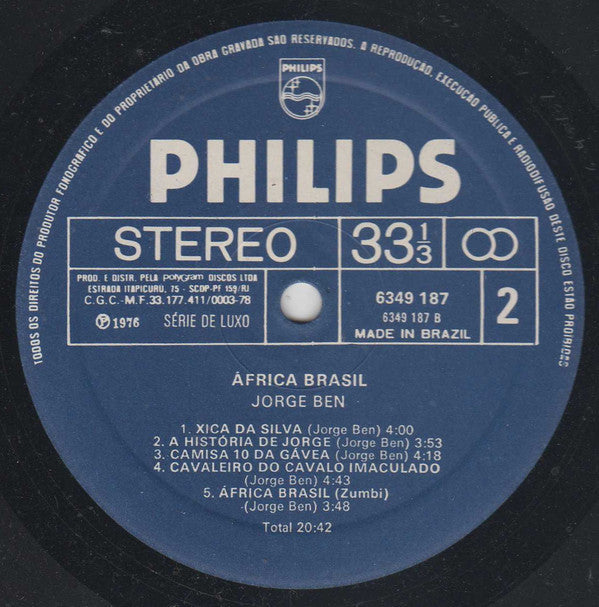 TODOS OS DIREITOS DO PRODUTOR FONOGRÁFICO E DO PROPRIETÁRIO DA OBRA GRAVADA SÃO RESERVADOS. A REPRODUÇÃO, EXECUÇÃO PÚBLICA E RADIODIFUSÃO DESTE DISCO ESTÃO PROIBIDAS
PHILIPS
PHILIPS
STEREO
33 1/3
PROD. E DISTR. PELA polyGram DISCOS LTDA
ESTRADA ITAPICURU, 75 - SCDP-PF 159/RJ
C.G.C.-M.F. 33.177.411/0003-78
Ⓟ 1976 SÉRIE DE LUXO
6349 187
6349 187 B
MADE IN BRAZIL
2
ÁFRICA BRASIL
JORGE BEN
1. XICA DA SILVA (Jorge Ben) 4:00
2. A HISTÓRIA DE JORGE (Jorge Ben) 3:53
3. CAMISA 10 DA GÁVEA (Jorge Ben) 4:18
4. CAVALEIRO DO CAVALO IMACULADO
(Jorge Ben) 4:43
5. ÁFRICA BRASIL (Zumbi)
-(Jorge Ben) 3:48
Total 20:42